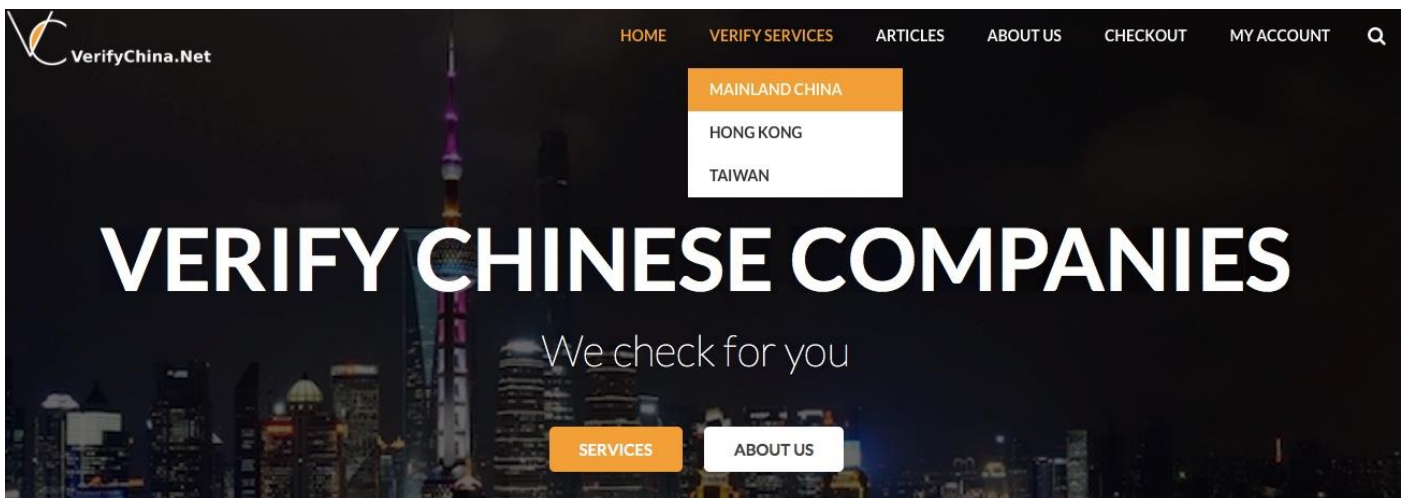 VerifyChina.Net
HOME VERIFY SERVICES ARTICLES ABOUT US CHECKOUT MY ACCOUNT
MAINLAND CHINA
HONG KONG
TAIWAN
VERIFY CHINESE COMPANIES
We check for you
SERVICES ABOUT US